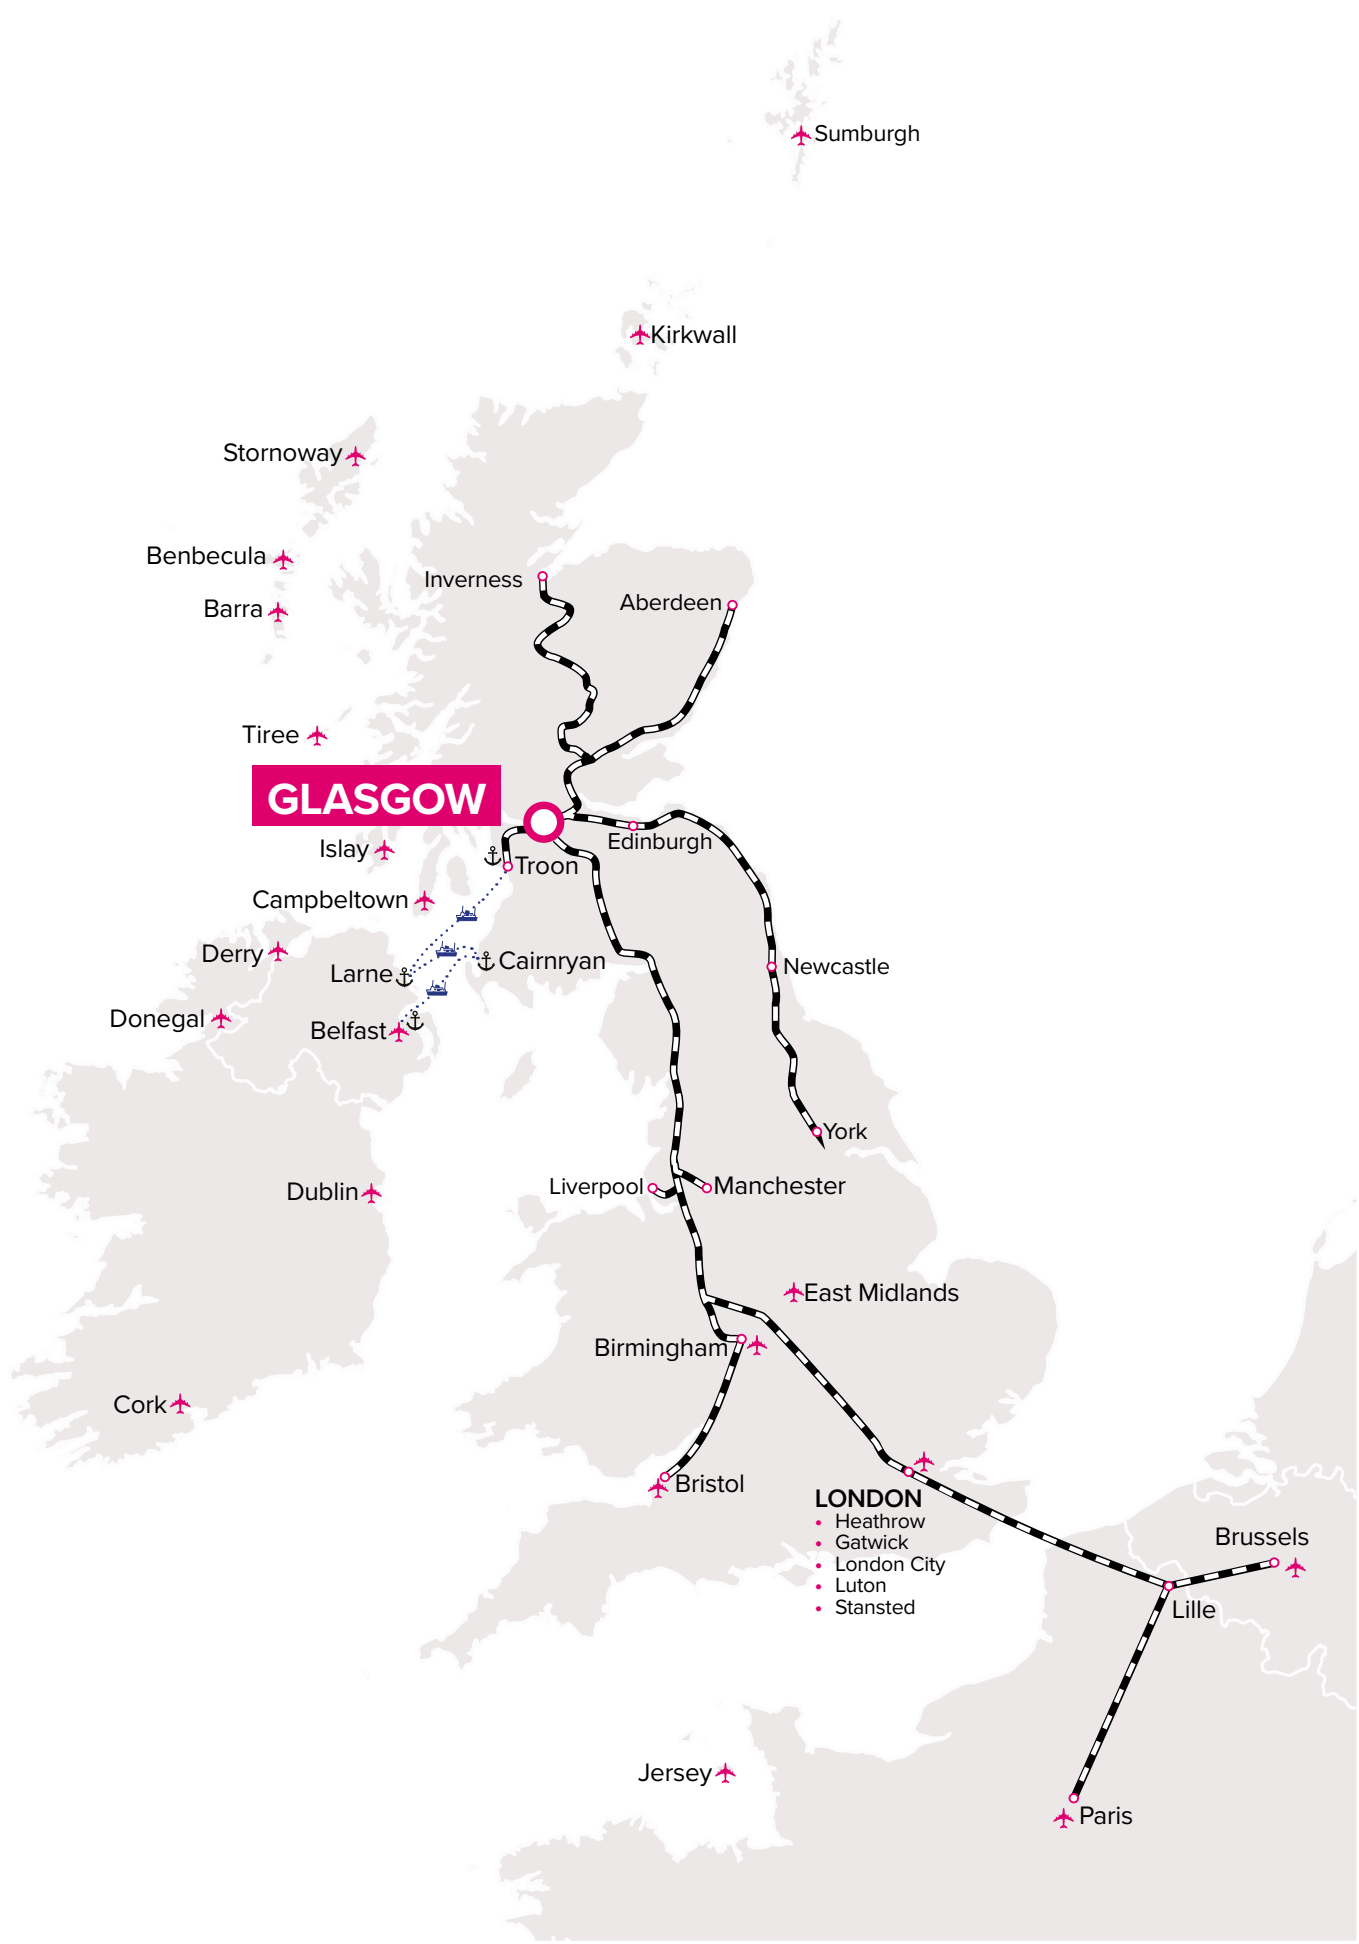 Sumburgh
Kirkwall
Stornoway
Benbecula
Inverness
Aberdeen
Barra
Tiree
GLASGOW
Edinburgh
Islay
Troon
Campbeltown
Derry
Cairnryan
Larne
Newcastle
Donegal
Belfast
York
Liverpool
Manchester
Dublin
East Midlands
Birmingham
Cork
Bristol
LONDON
• Heathrow
• Gatwick
• London City
• Luton
• Stansted
Brussels
Lille
Jersey
Paris